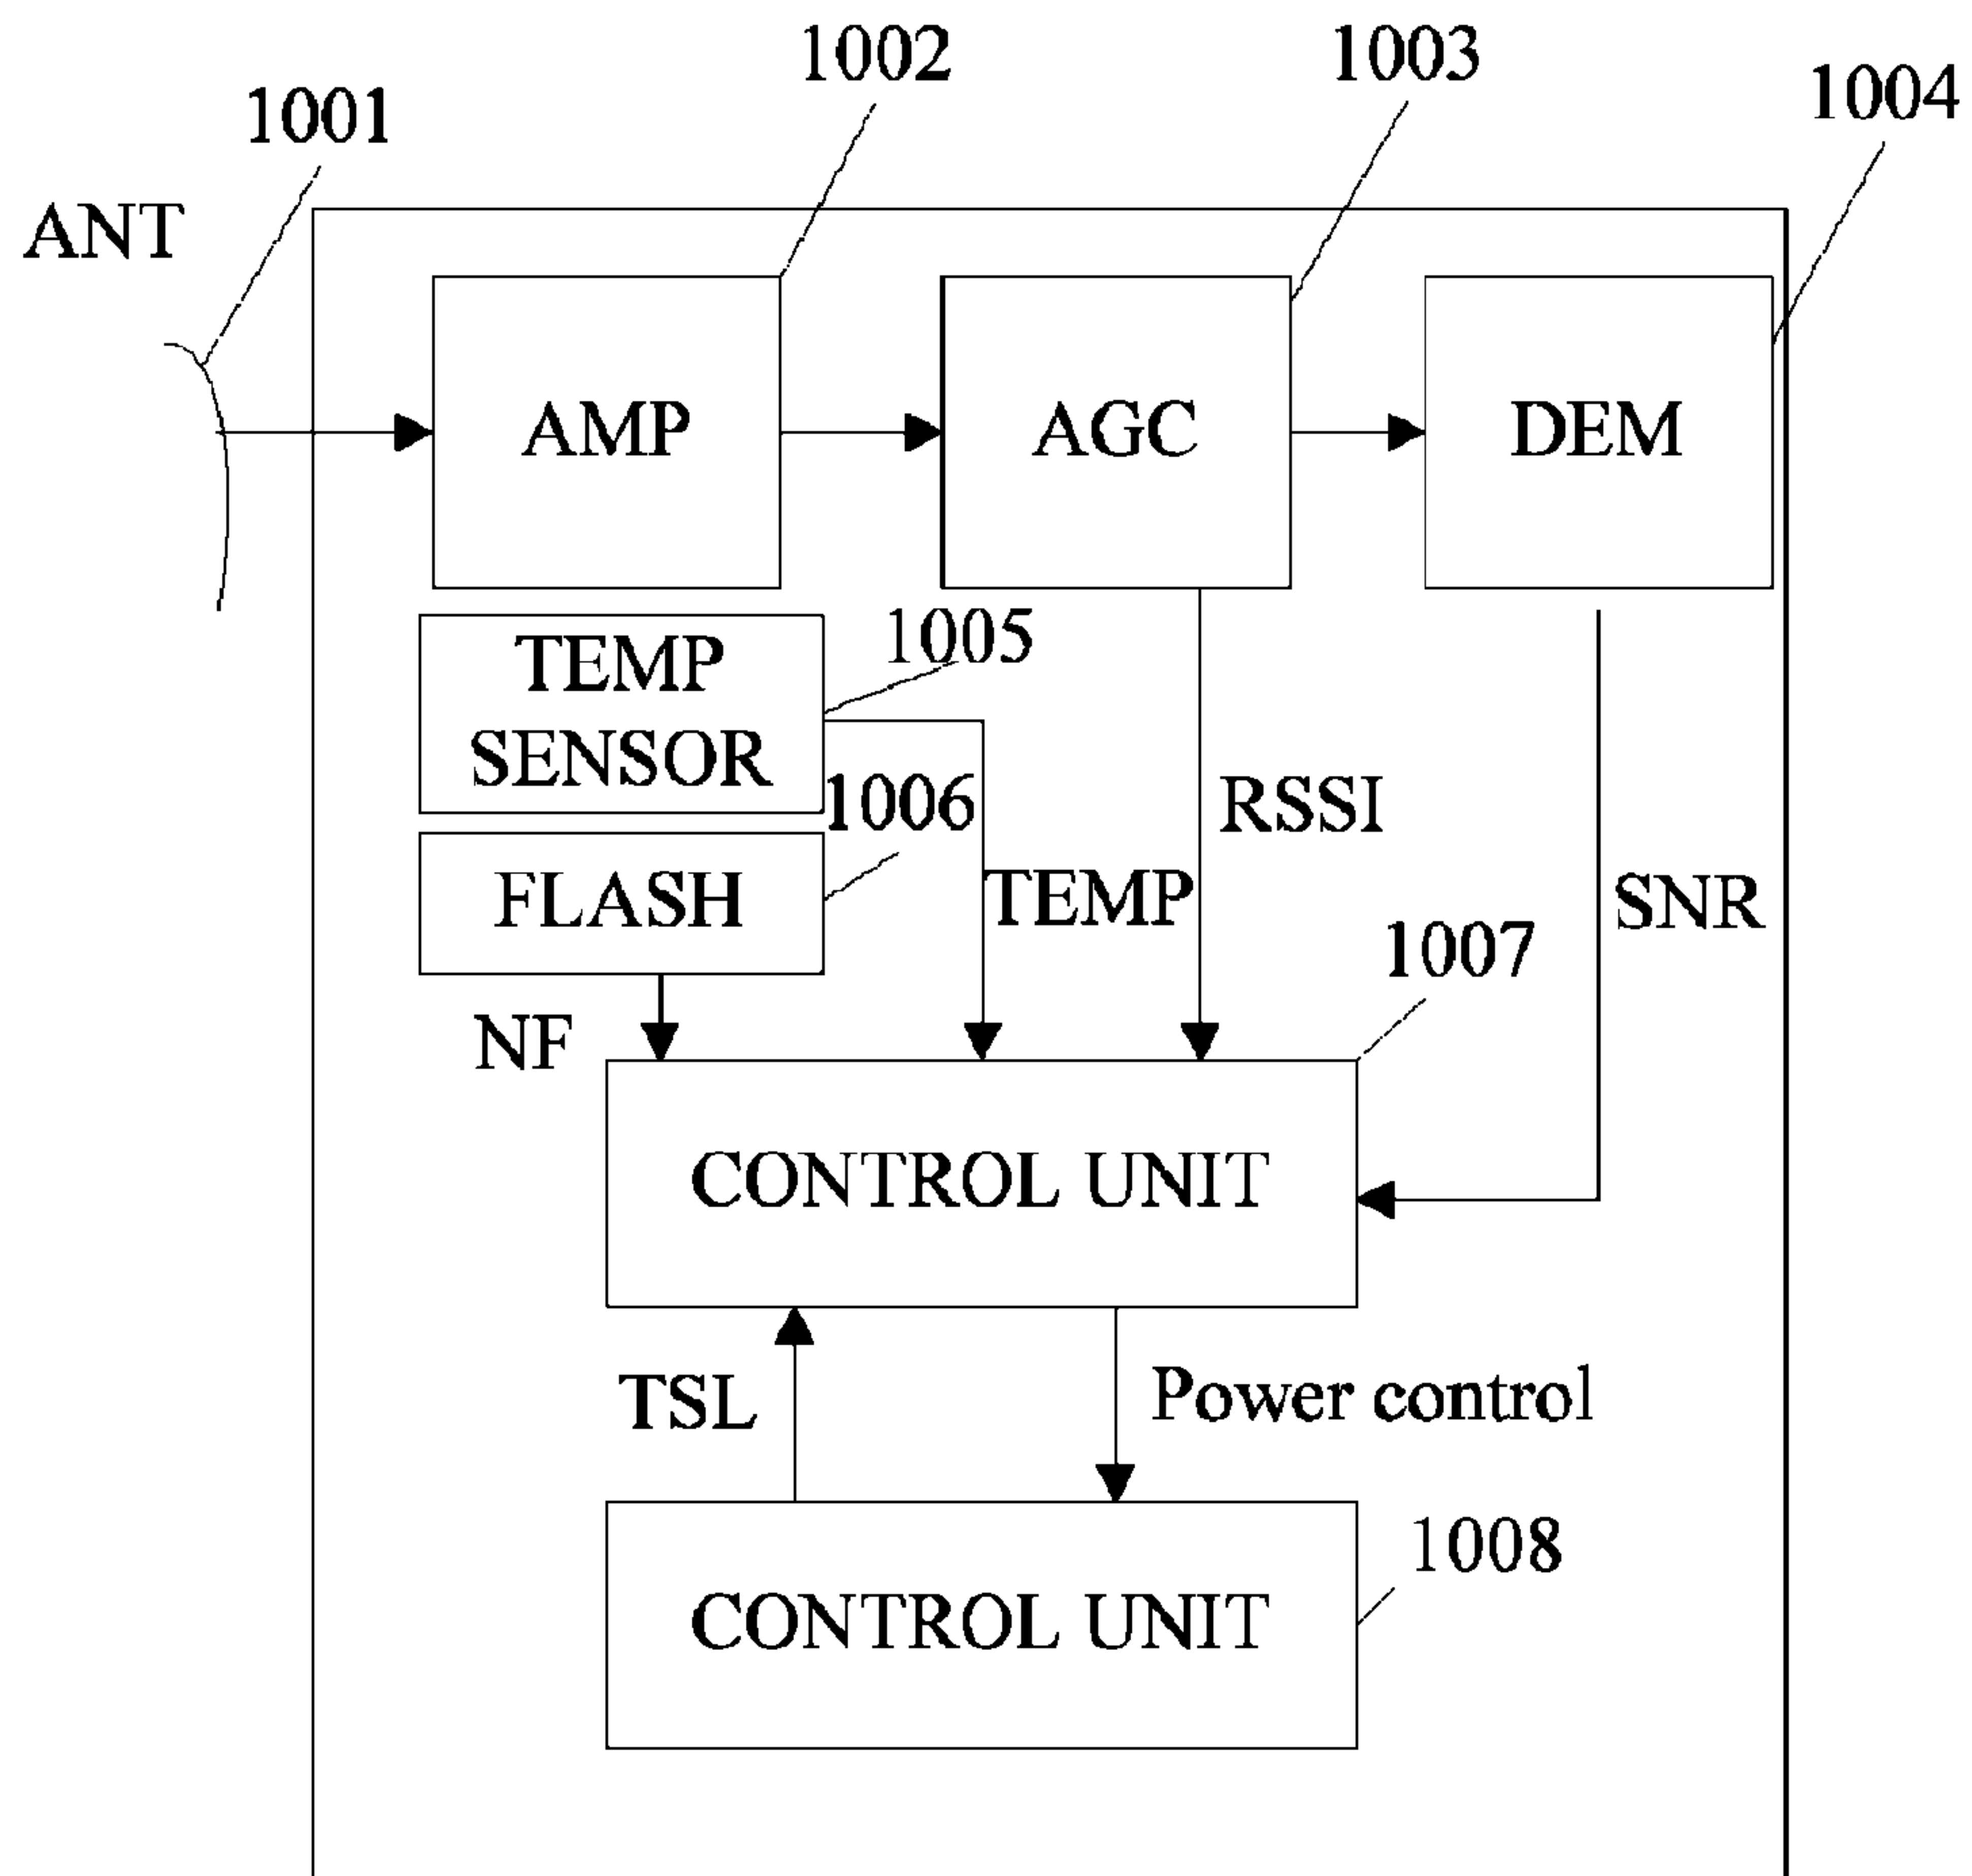 1002
1003
1004
1001
ANT
AMP
AGC
DEM
TEMP
SENSOR
1005
1006
RSSI
FLASH
TEMP
SNR
1007
NF
CONTROL UNIT
TSL
Power control
1008
CONTROL UNIT